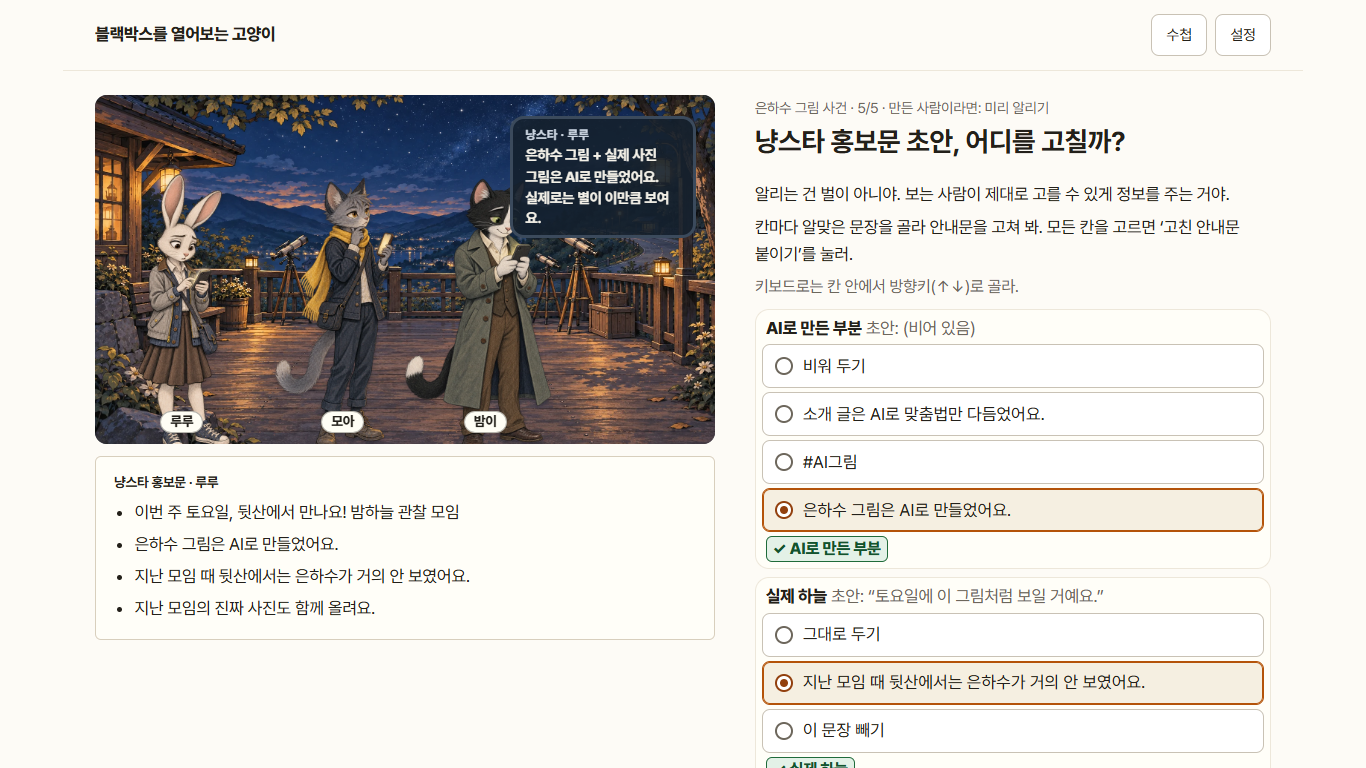 블랙박스를 열어보는 고양이
수첩
설정
냥스타 · 루루
은하수 그림 + 실제 사진
그림은 AI로 만들었어요.
실제로는 별이 이만큼 보여
요.
루루
모아
밤이
냥스타 홍보문 · 루루
• 이번 주 토요일, 뒷산에서 만나요! 밤하늘 관찰 모임
• 은하수 그림은 AI로 만들었어요.
• 지난 모임 때 뒷산에서는 은하수가 거의 안 보였어요.
• 지난 모임의 진짜 사진도 함께 올려요.
은하수 그림 사건 · 5/5 · 만든 사람이라면: 미리 알리기
냥스타 홍보문 초안, 어디를 고칠까?
알리는 건 벌이 아니야. 보는 사람이 제대로 고를 수 있게 정보를 주는 거야.
칸마다 알맞은 문장을 골라 안내문을 고쳐 봐. 모든 칸을 고르면 ‘고친 안내문
붙이기’를 눌러.
키보드로는 칸 안에서 방향키(↑↓)로 골라.
AI로 만든 부분 초안: (비어 있음)
비워 두기
소개 글은 AI로 맞춤법만 다듬었어요.
#AI그림
은하수 그림은 AI로 만들었어요.
✓ AI로 만든 부분
실제 하늘 초안: “토요일에 이 그림처럼 보일 거예요.”
그대로 두기
지난 모임 때 뒷산에서는 은하수가 거의 안 보였어요.
이 문장 빼기
✓ 실제 하늘